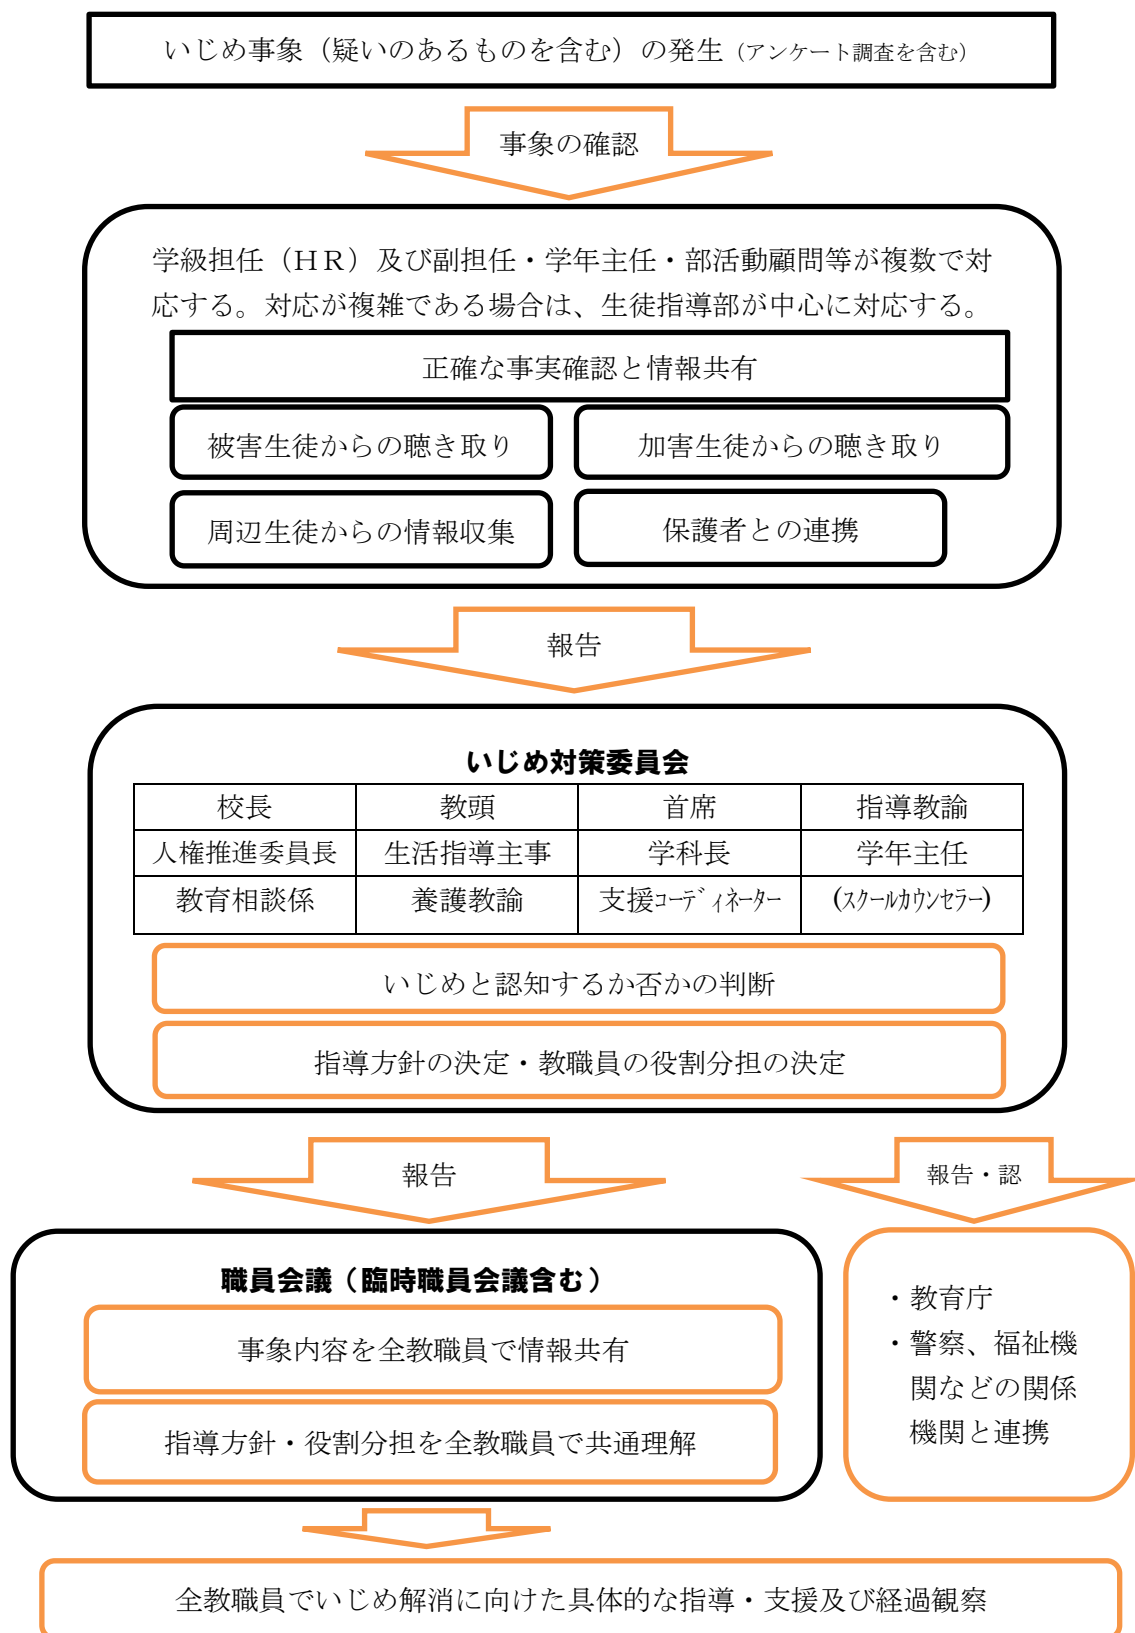 いじめ事象（疑いのあるものを含む）の発生（アンケート調査を含む）
事象の確認
学級担任（ＨＲ）及び副担任・学年主任・部活動顧問等が複数で対
応する。対応が複雑である場合は、生徒指導部が中心に対応する。
正確な事実確認と情報共有
被害生徒からの聴き取り
加害生徒からの聴き取り
周辺生徒からの情報収集
保護者との連携
報告
いじめ対策委員会
校長 教頭 首席 指導教諭
人権推進委員長 生活指導主事 学科長 学年主任
教育相談係 養護教諭 支援ｺｰﾃﾞｨﾈｰﾀｰ (ｽｸｰﾙｶｳﾝｾﾗｰ)
いじめと認知するか否かの判断
指導方針の決定・教職員の役割分担の決定
報告
報告・認
職員会議（臨時職員会議含む）
事象内容を全教職員で情報共有
指導方針・役割分担を全教職員で共通理解
・教育庁
・警察、福祉機
関などの関係
機関と連携
全教職員でいじめ解消に向けた具体的な指導・支援及び経過観察